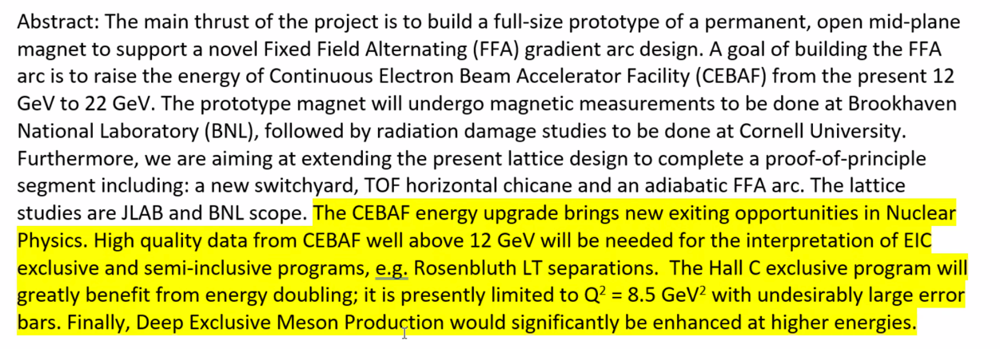 Abstract: The main thrust of the project is to build a full-size prototype of a permanent, open mid-plane
magnet to support a novel Fixed Field Alternating (FFA) gradient arc design. A goal of building the FFA
arc is to raise the energy of Continuous Electron Beam Accelerator Facility (CEBAF) from the present 12
GeV to 22 GeV. The prototype magnet will undergo magnetic measurements to be done at Brookhaven
National Laboratory (BNL), followed by radiation damage studies to be done at Cornell University.
Furthermore, we are aiming at extending the present lattice design to complete a proof-of-principle
segment including: a new switchyard, TOF horizontal chicane and an adiabatic FFA arc. The lattice
studies are JLAB and BNL scope. The CEBAF energy upgrade brings new exiting opportunities in Nuclear
Physics. High quality data from CEBAF well above 12 GeV will be needed for the interpretation of EIC
exclusive and semi-inclusive programs, e.g. Rosenbluth LT separations. The Hall C exclusive program will
greatly benefit from energy doubling; it is presently limited to Q² = 8.5 GeV² with undesirably large error
bars. Finally, Deep Exclusive Meson Production would significantly be enhanced at higher energies.